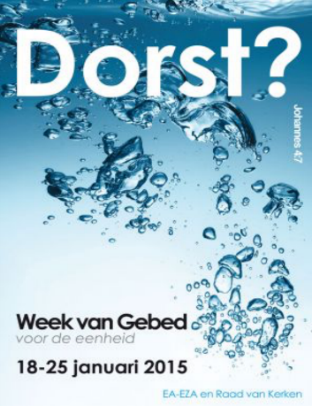 Dorst?
Johannes 4:7
Week van Gebed
voor de eenheid
18-25 januari 2015
EA-EZA en Raad van Kerken